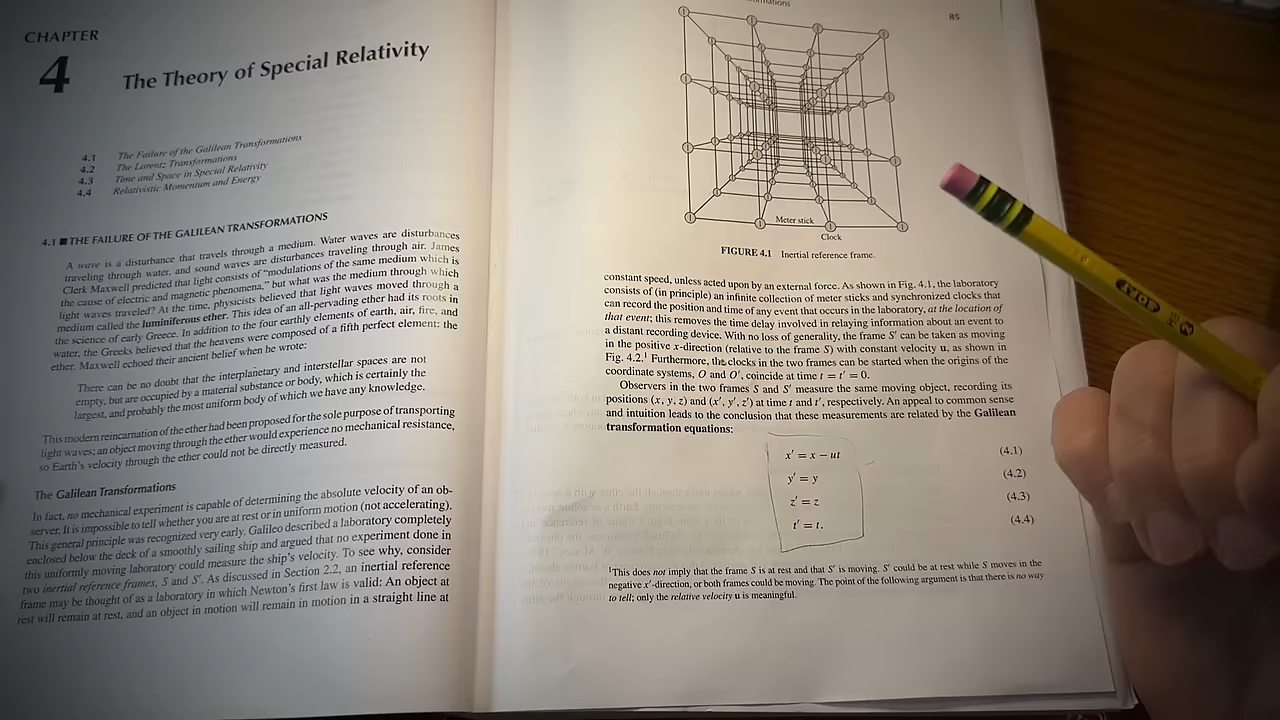 CHAPTER
4
The Theory of Special Relativity
4.1 The Failure of the Galilean Transformations
4.2 The Lorentz Transformations
4.3 Time and Space in Special Relativity
4.4 Relativistic Momentum and Energy
4.1 ■ THE FAILURE OF THE GALILEAN TRANSFORMATIONS
A wave is a disturbance that travels through a medium. Water waves are disturbances
traveling through water, and sound waves are disturbances traveling through air. James
Clerk Maxwell predicted that light consists of “modulations of the same medium which is
the cause of electric and magnetic phenomena,” but what was the medium through which
light waves traveled? At the time, physicists believed that light waves moved through a
medium called the luminiferous ether. This idea of an all-pervading ether had its roots in
the science of early Greece. In addition to the four earthly elements of earth, air, fire, and
water, the Greeks believed that the heavens were composed of a fifth perfect element: the
ether. Maxwell echoed their ancient belief when he wrote:
There can be no doubt that the interplanetary and interstellar spaces are not
empty, but are occupied by a material substance or body, which is certainly the
largest, and probably the most uniform body of which we have any knowledge.
This modern reincarnation of the ether had been proposed for the sole purpose of transporting
light waves; an object moving through the ether would experience no mechanical resistance,
so Earth's velocity through the ether could not be directly measured.
The Galilean Transformations
In fact, no mechanical experiment is capable of determining the absolute velocity of an ob-
server. It is impossible to tell whether you are at rest or in uniform motion (not accelerating).
This general principle was recognized very early. Galileo described a laboratory completely
enclosed below the deck of a smoothly sailing ship and argued that no experiment done in
this uniformly moving laboratory could measure the ship's velocity. To see why, consider
two inertial reference frames, S and S′. As discussed in Section 2.2, an inertial reference
frame may be thought of as a laboratory in which Newton's first law is valid: An object at
rest will remain at rest, and an object in motion will remain in motion in a straight line at
85
Meter stick
Clock
FIGURE 4.1 Inertial reference frame.
constant speed, unless acted upon by an external force. As shown in Fig. 4.1, the laboratory
consists of (in principle) an infinite collection of meter sticks and synchronized clocks that
can record the position and time of any event that occurs in the laboratory, at the location of
that event; this removes the time delay involved in relaying information about an event to
a distant recording device. With no loss of generality, the frame S′ can be taken as moving
in the positive x-direction (relative to the frame S) with constant velocity u, as shown in
Fig. 4.2.¹ Furthermore, the clocks in the two frames can be started when the origins of the
coordinate systems, O and O′, coincide at time t = t′ = 0.
Observers in the two frames S and S′ measure the same moving object, recording its
positions (x, y, z) and (x′, y′, z′) at time t and t′, respectively. An appeal to common sense
and intuition leads to the conclusion that these measurements are related by the Galilean
transformation equations:
x′ = x − ut (4.1)
y′ = y (4.2)
z′ = z (4.3)
t′ = t. (4.4)
¹This does not imply that the frame S is at rest and that S′ is moving. S′ could be at rest while S moves in the
negative x′-direction, or both frames could be moving. The point of the following argument is that there is no way
to tell; only the relative velocity u is meaningful.